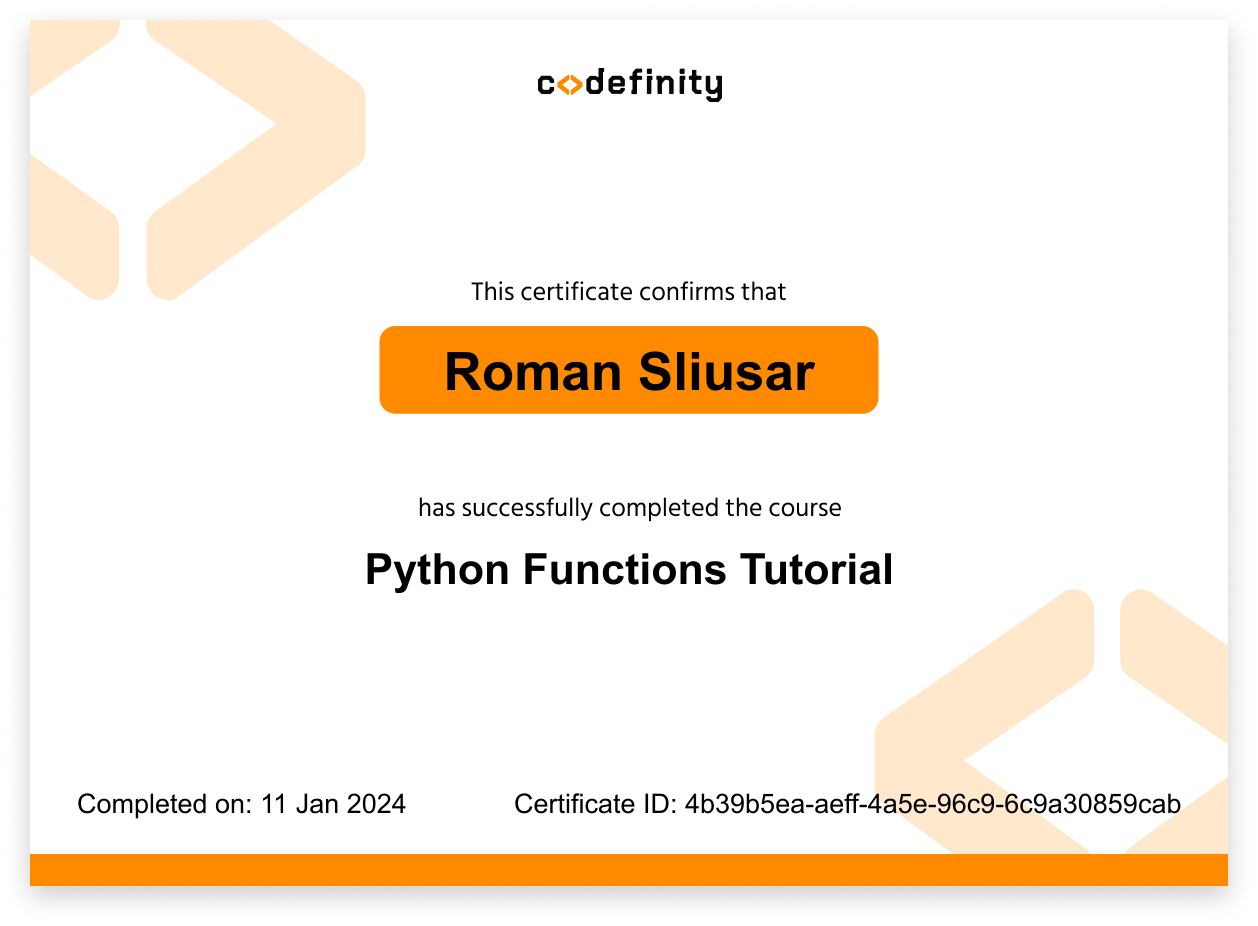 codefinity
This certificate confirms that
Roman Sliusar
has successfully completed the course
Python Functions Tutorial
Completed on: 11 Jan 2024
Certificate ID: 4b39b5ea-aeff-4a5e-96c9-6c9a30859cab